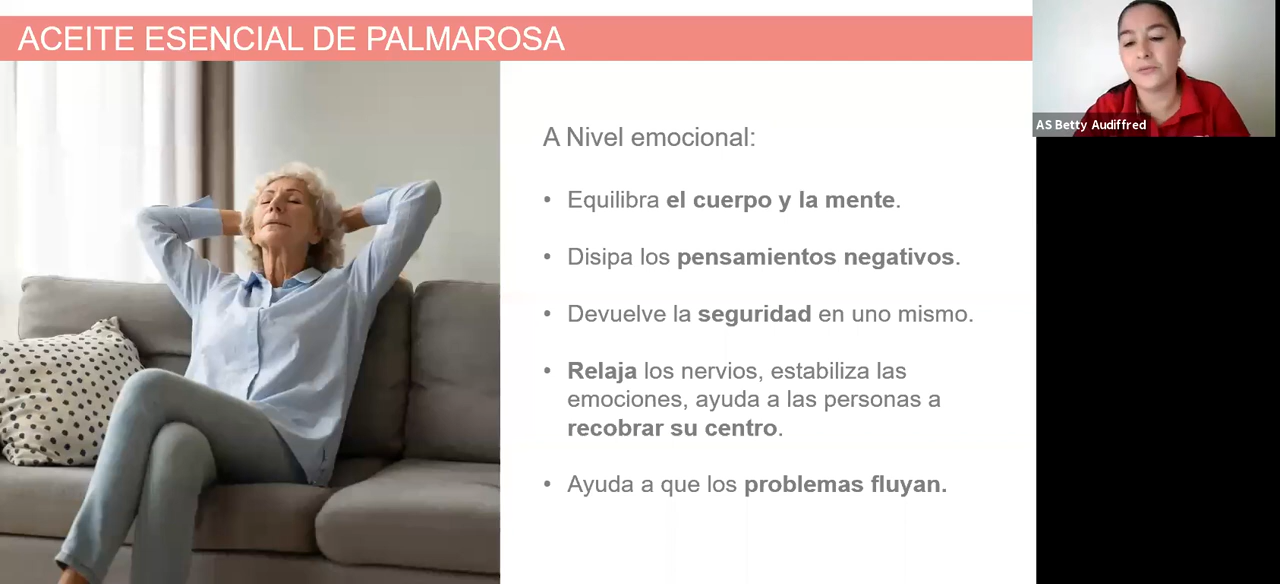 ACEITE ESENCIAL DE PALMAROSA
AS Betty Audiffred
A Nivel emocional:
• Equilibra el cuerpo y la mente.
• Disipa los pensamientos negativos.
• Devuelve la seguridad en uno mismo.
• Relaja los nervios, estabiliza las
emociones, ayuda a las personas a
recobrar su centro.
• Ayuda a que los problemas fluyan.